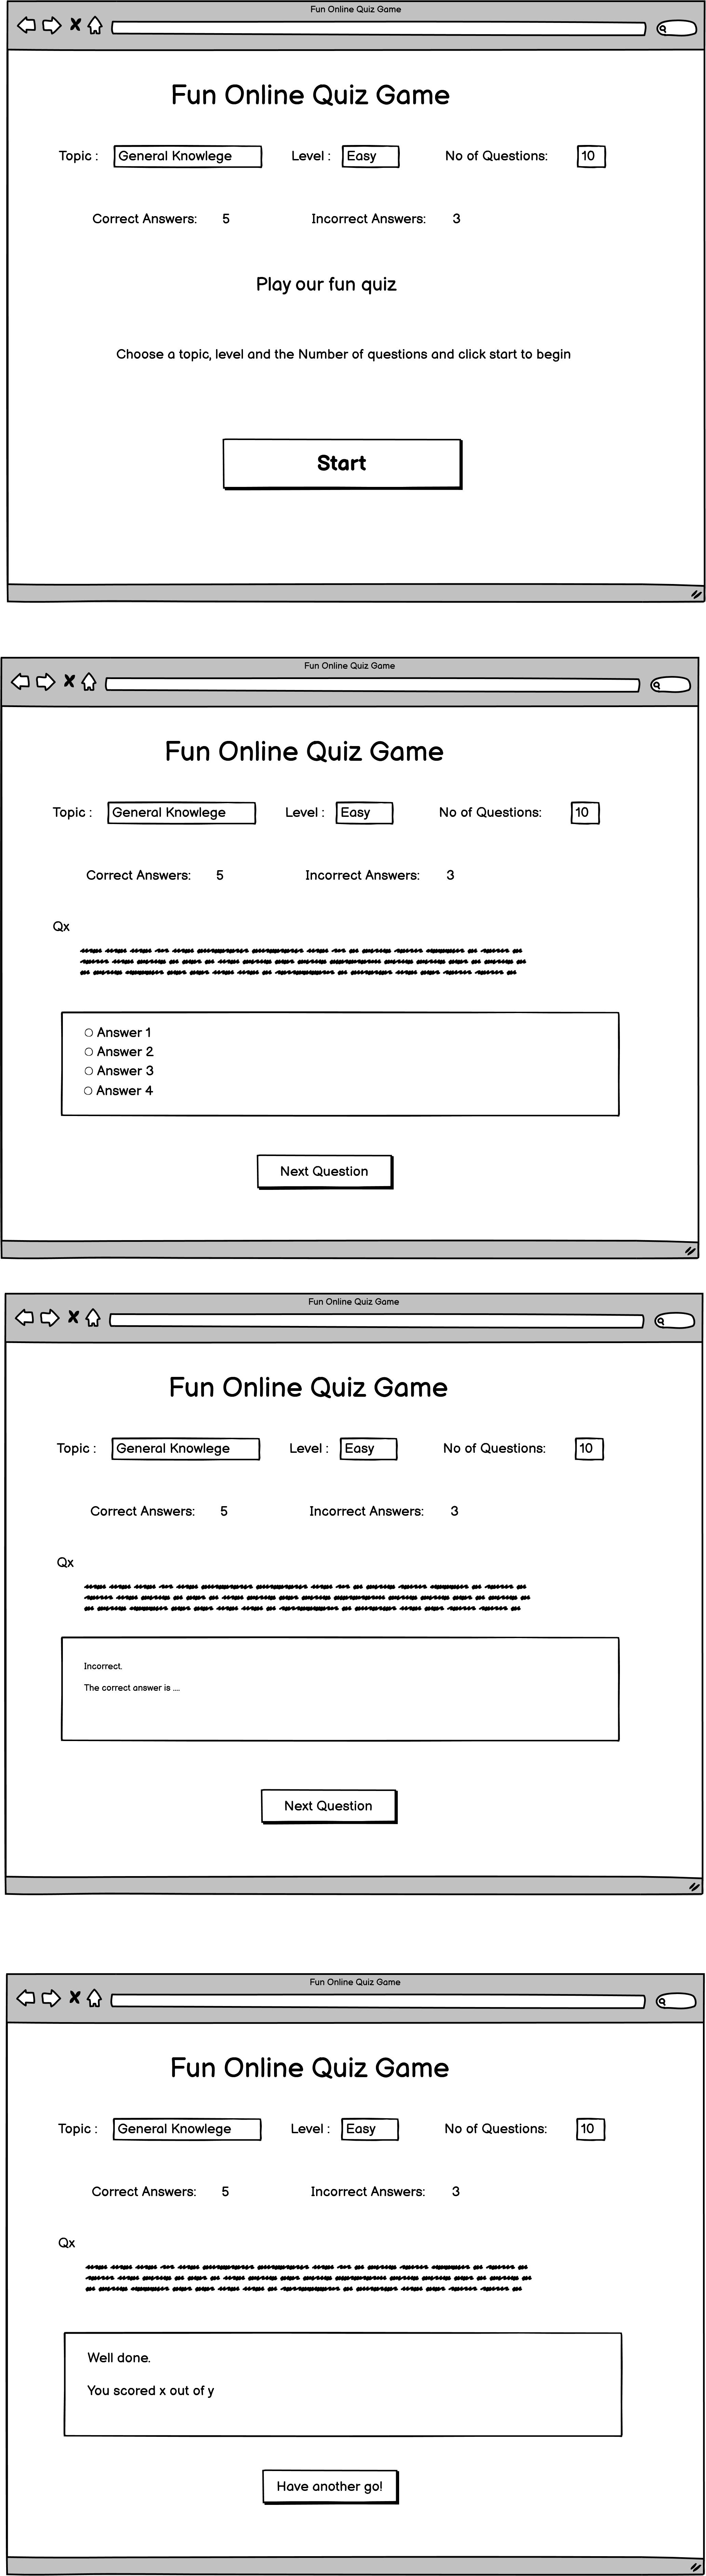 Fun Online Quiz Game
Fun Online Quiz Game
Topic : General Knowlege Level : Easy No of Questions: 10
Correct Answers: 5 Incorrect Answers: 3
Play our fun quiz
Choose a topic, level and the Number of questions and click start to begin
Start
Fun Online Quiz Game
Fun Online Quiz Game
Topic : General Knowlege Level : Easy No of Questions: 10
Correct Answers: 5 Incorrect Answers: 3
Qx
Answer 1
Answer 2
Answer 3
Answer 4
Next Question
Fun Online Quiz Game
Fun Online Quiz Game
Topic : General Knowlege Level : Easy No of Questions: 10
Correct Answers: 5 Incorrect Answers: 3
Qx
Incorrect.
The correct answer is ....
Next Question
Fun Online Quiz Game
Fun Online Quiz Game
Topic : General Knowlege Level : Easy No of Questions: 10
Correct Answers: 5 Incorrect Answers: 3
Qx
Well done.
You scored x out of y
Have another go!